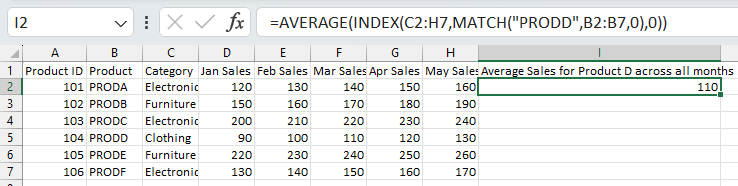 I2 fx =AVERAGE(INDEX(C2:H7,MATCH("PRODD",B2:B7,0),0))
A B C D E F G H I
1 Product ID Product Category Jan Sales Feb Sales Mar Sales Apr Sales May Sales Average Sales for Product D across all months
2 101 PRODA Electronic 120 130 140 150 160 110
3 102 PRODB Furniture 150 160 170 180 190
4 103 PRODC Electronic 200 210 220 230 240
5 104 PRODD Clothing 90 100 110 120 130
6 105 PRODE Furniture 220 230 240 250 260
7 106 PRODF Electronic 130 140 150 160 170